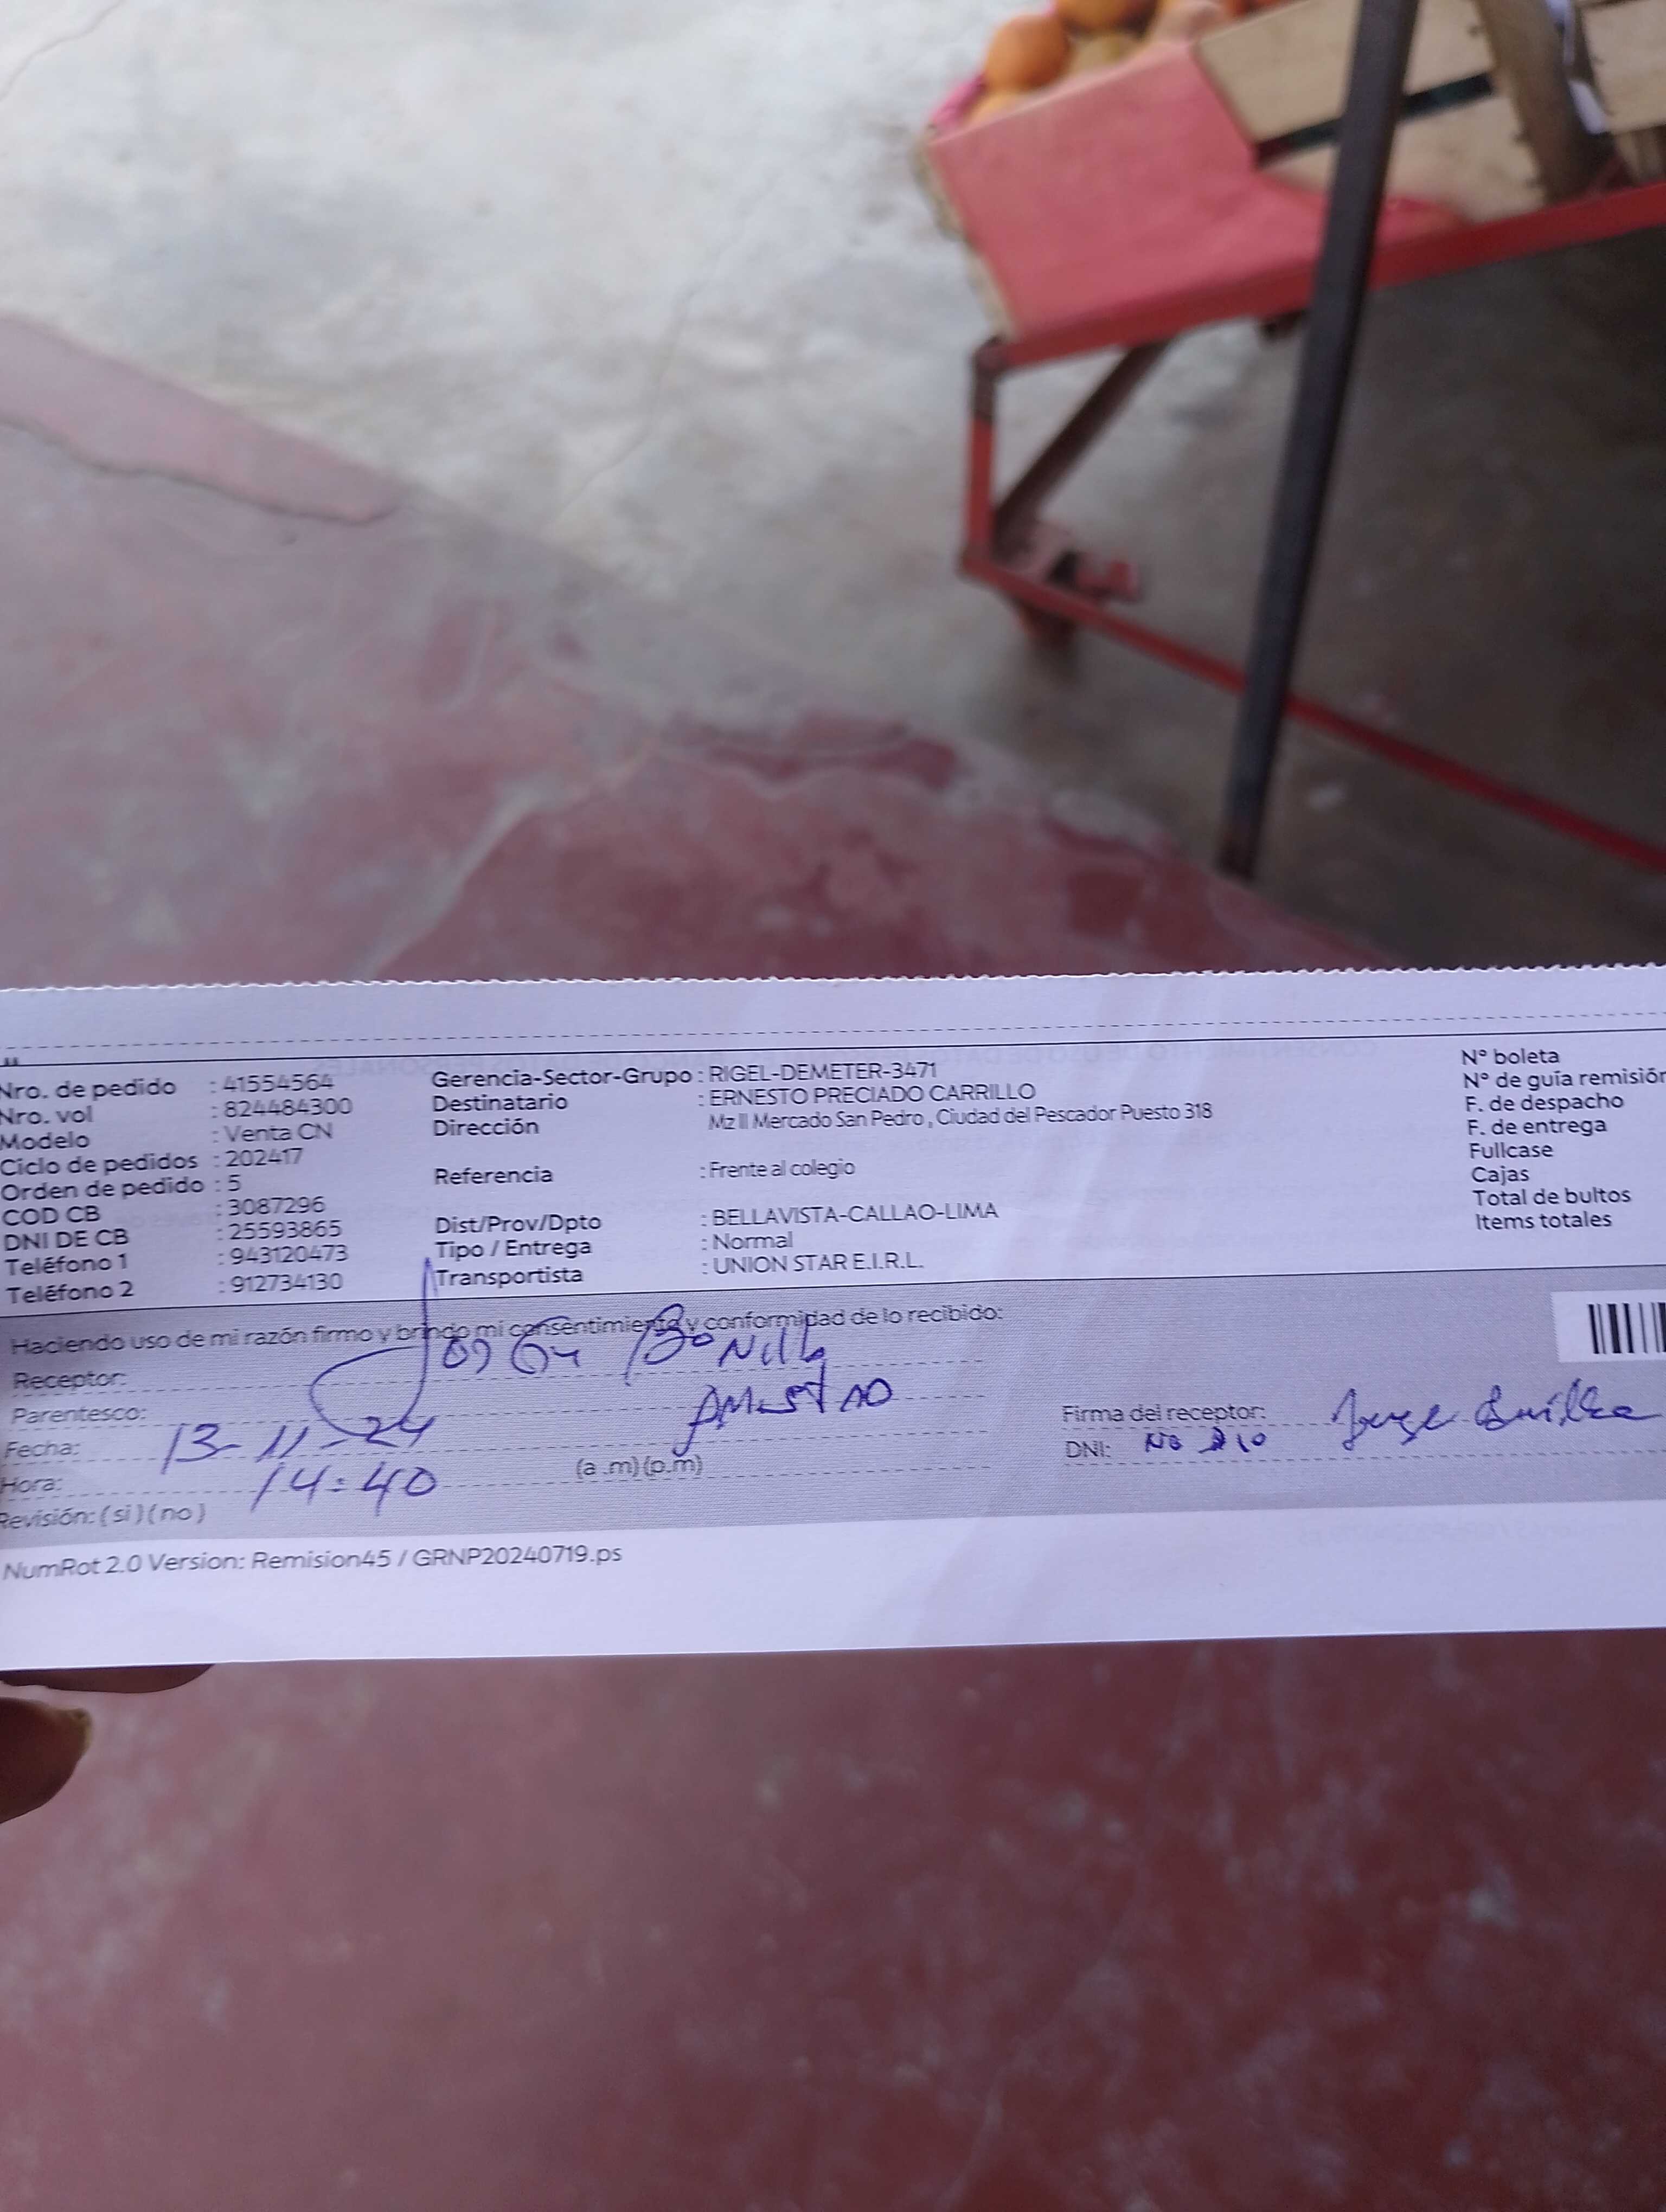 Nro. de pedido : 41554564
Nro. vol : 824484300
Modelo : Venta CN
Ciclo de pedidos : 202417
Orden de pedido : 5
COD CB : 3087296
DNI DE CB : 25593865
Teléfono 1 : 943120473
Teléfono 2 : 912734130
Gerencia-Sector-Grupo : RIGEL-DEMETER-3471
Destinatario : ERNESTO PRECIADO CARRILLO
Dirección Mz II Mercado San Pedro , Ciudad del Pescador Puesto 318
Referencia : Frente al colegio
Dist/Prov/Dpto : BELLAVISTA-CALLAO-LIMA
Tipo / Entrega : Normal
Transportista : UNION STAR E.I.R.L.
N° boleta
N° de guía remisión
F. de despacho
F. de entrega
Fullcase
Cajas
Total de bultos
Items totales
Haciendo uso de mi razón firmo y brindo mi consentimiento y conformidad de lo recibido:
Receptor: Bonilla
Parentesco:
Fecha: 13-11-24
Hora: 14:40 (a .m) (p.m)
Revisión: ( si ) ( no )
Firma del receptor: Jorge
DNI: NO DIO
NumRot 2.0 Version: Remision45 / GRNP20240719.ps